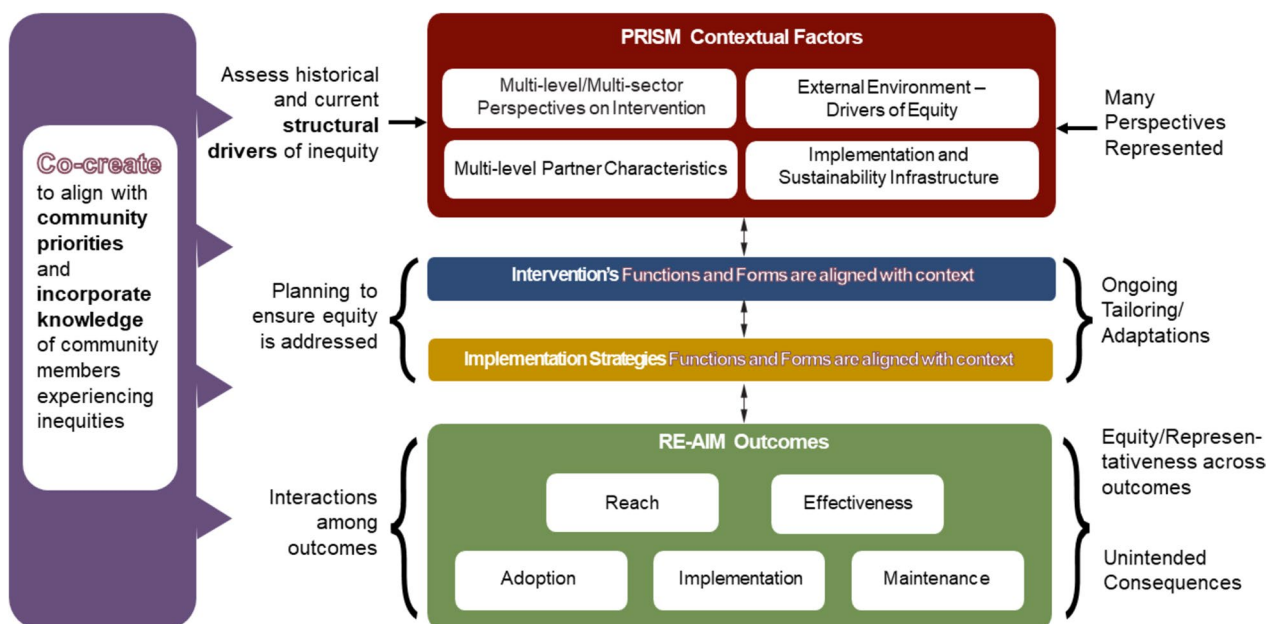 Co-create
to align with
community
priorities
and
incorporate
knowledge
of community
members
experiencing
inequities
Assess historical
and current
structural
drivers of inequity
PRISM Contextual Factors
Multi-level/Multi-sector
Perspectives on Intervention
External Environment –
Drivers of Equity
Multi-level Partner Characteristics
Implementation and
Sustainability Infrastructure
Many
Perspectives
Represented
Planning to
ensure equity
is addressed
Intervention's Functions and Forms are aligned with context
Implementation Strategies Functions and Forms are aligned with context
Ongoing
Tailoring/
Adaptations
Interactions
among
outcomes
RE-AIM Outcomes
Reach
Effectiveness
Adoption
Implementation
Maintenance
Equity/Represen-
tativeness across
outcomes
Unintended
Consequences